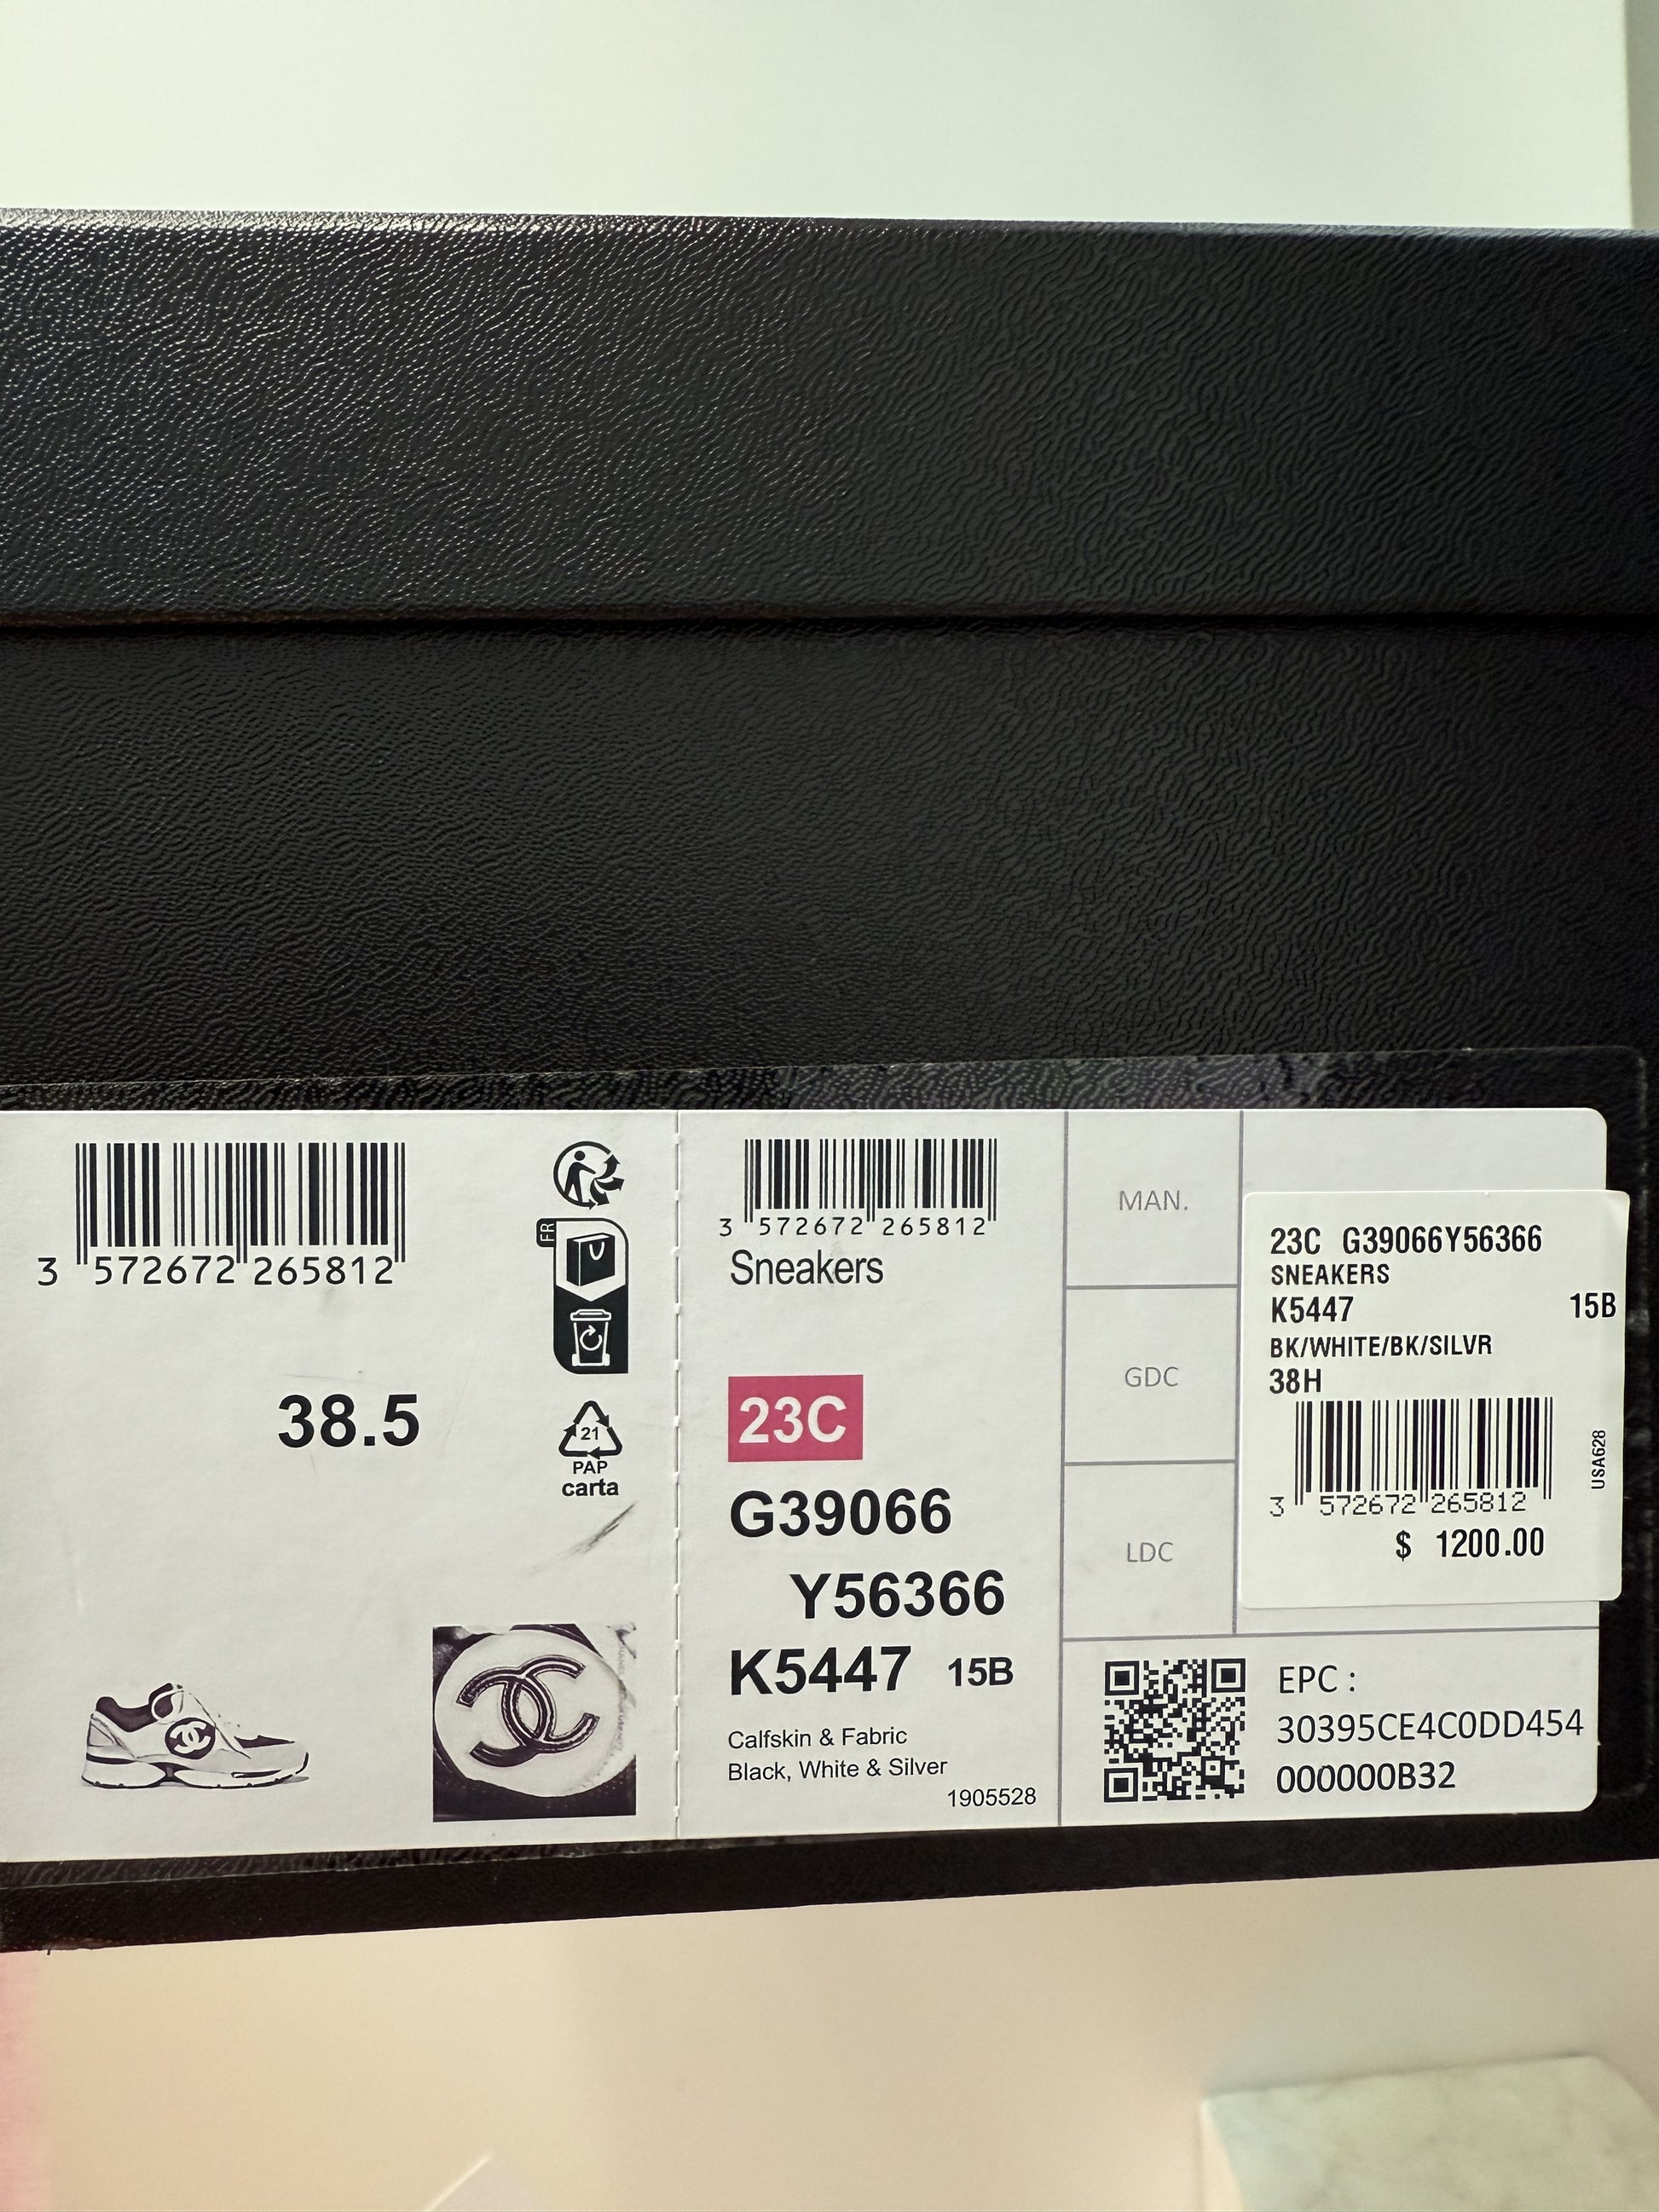 3 572672 265812
FR
38.5
21
PAP
carta
3 572672 265812
Sneakers
23C
G39066
Y56366
K5447 15B
Calfskin & Fabric
Black, White & Silver
1905528
MAN.
GDC
LDC
23C G39066Y56366
SNEAKERS
K5447 15B
BK/WHITE/BK/SILVR
38H
USA628
3 572672 265812
$ 1200.00
EPC :
30395CE4C0DD454
000000B32